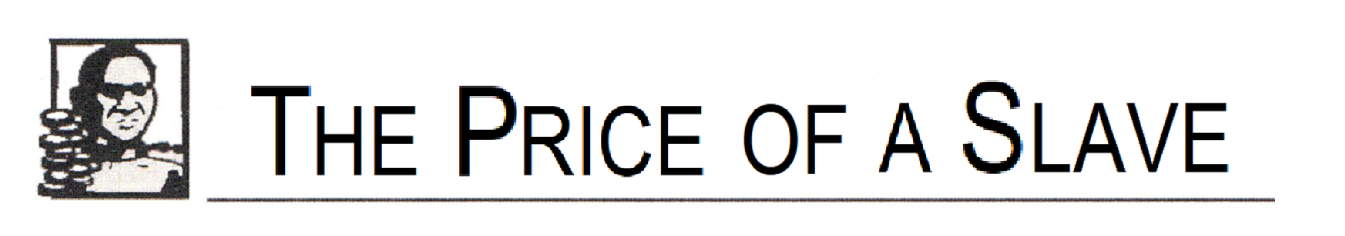 THE PRICE OF A SLAVE